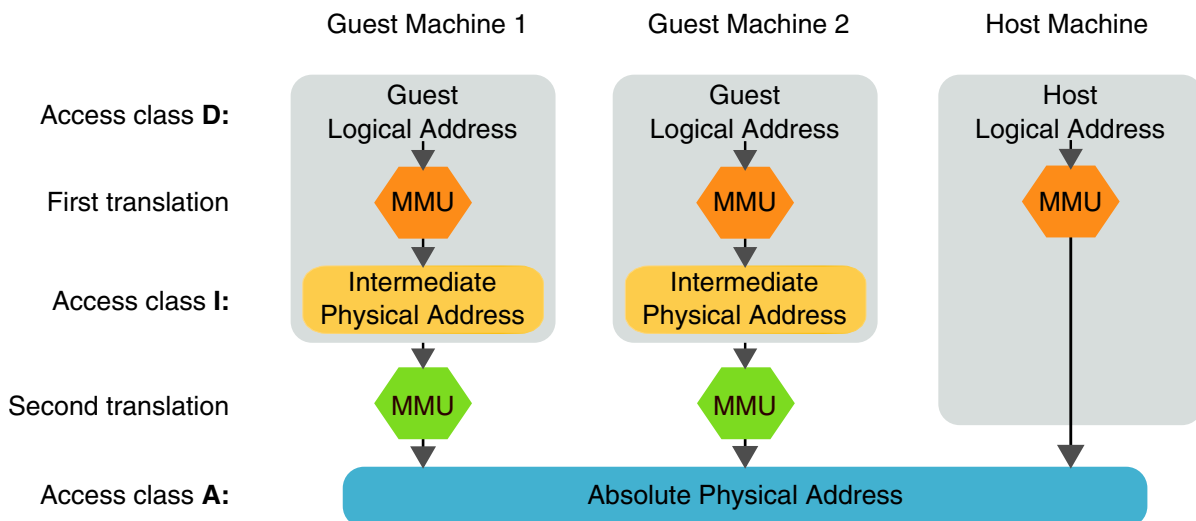 Guest Machine 1
Guest Machine 2
Host Machine
Access class D:
Guest
Logical Address
Guest
Logical Address
Host
Logical Address
First translation
MMU
MMU
MMU
Access class I:
Intermediate
Physical Address
Intermediate
Physical Address
Second translation
MMU
MMU
Access class A:
Absolute Physical Address